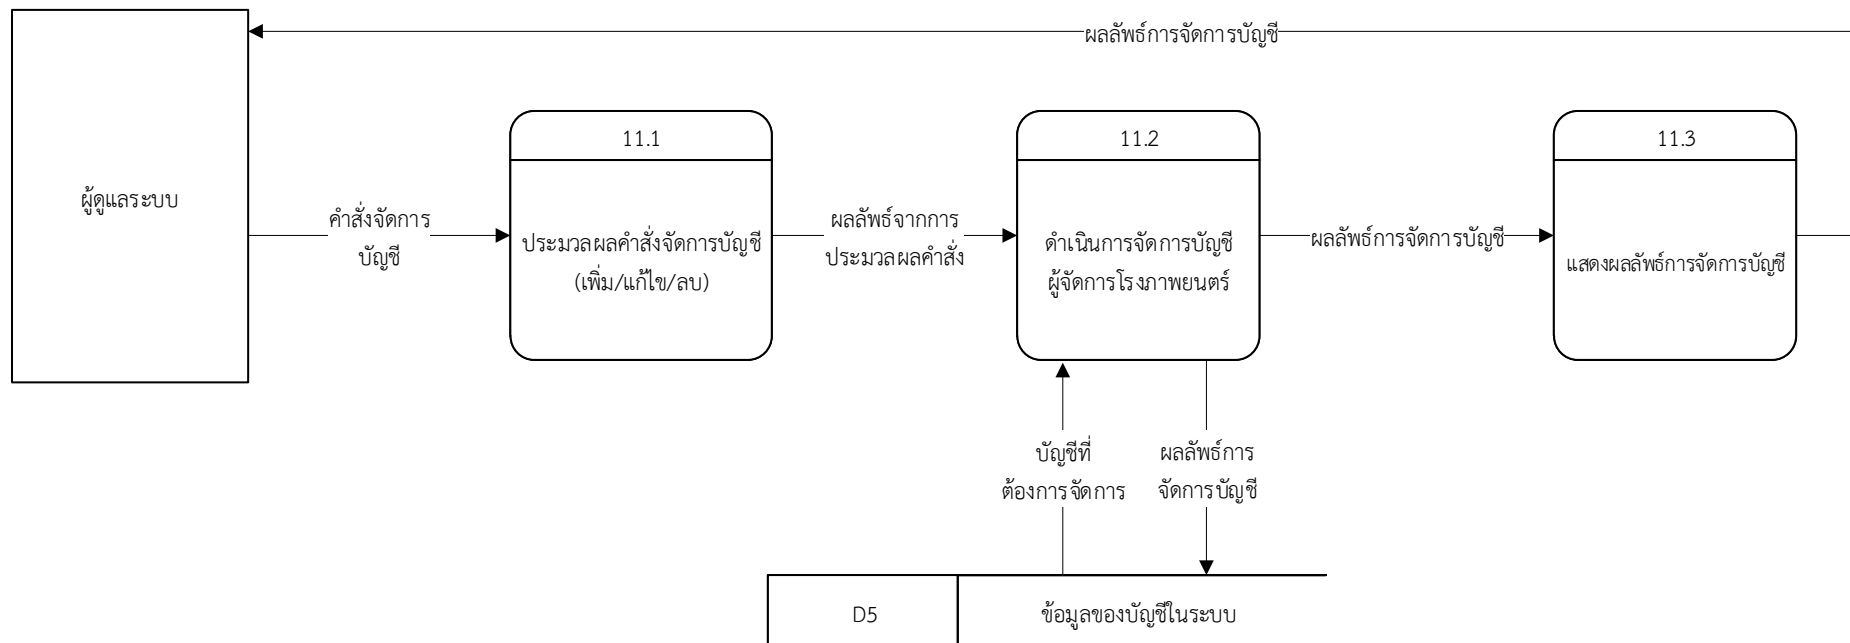 ผลลัพธ์การจัดการบัญชี
11.1
11.2
11.3
ผู้ดูแลระบบ
คำสั่งจัดการ
บัญชี
ประมวลผลคำสั่งจัดการบัญชี
(เพิ่ม/แก้ไข/ลบ)
ผลลัพธ์จากการ
ประมวลผลคำสั่ง
ดำเนินการจัดการบัญชี
ผู้จัดการโรงภาพยนตร์
ผลลัพธ์การจัดการบัญชี
แสดงผลลัพธ์การจัดการบัญชี
บัญชีที่
ต้องการจัดการ
ผลลัพธ์การ
จัดการบัญชี
D5
ข้อมูลของบัญชีในระบบ